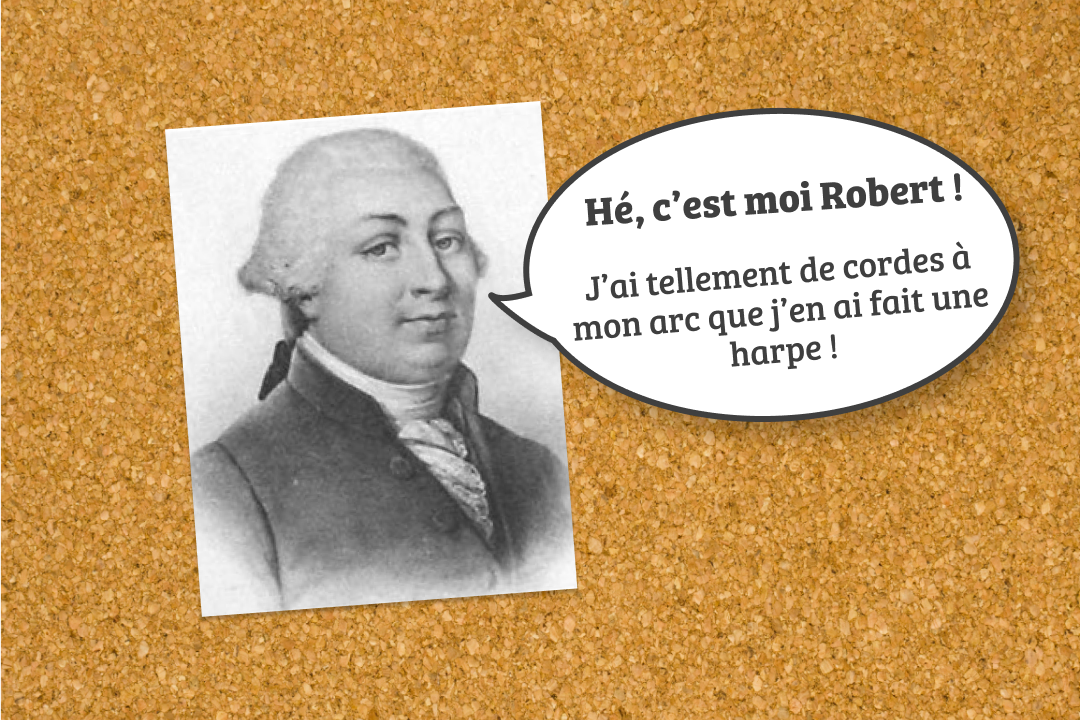 Hé, c’est moi Robert !
J’ai tellement de cordes à
mon arc que j’en ai fait une
harpe !